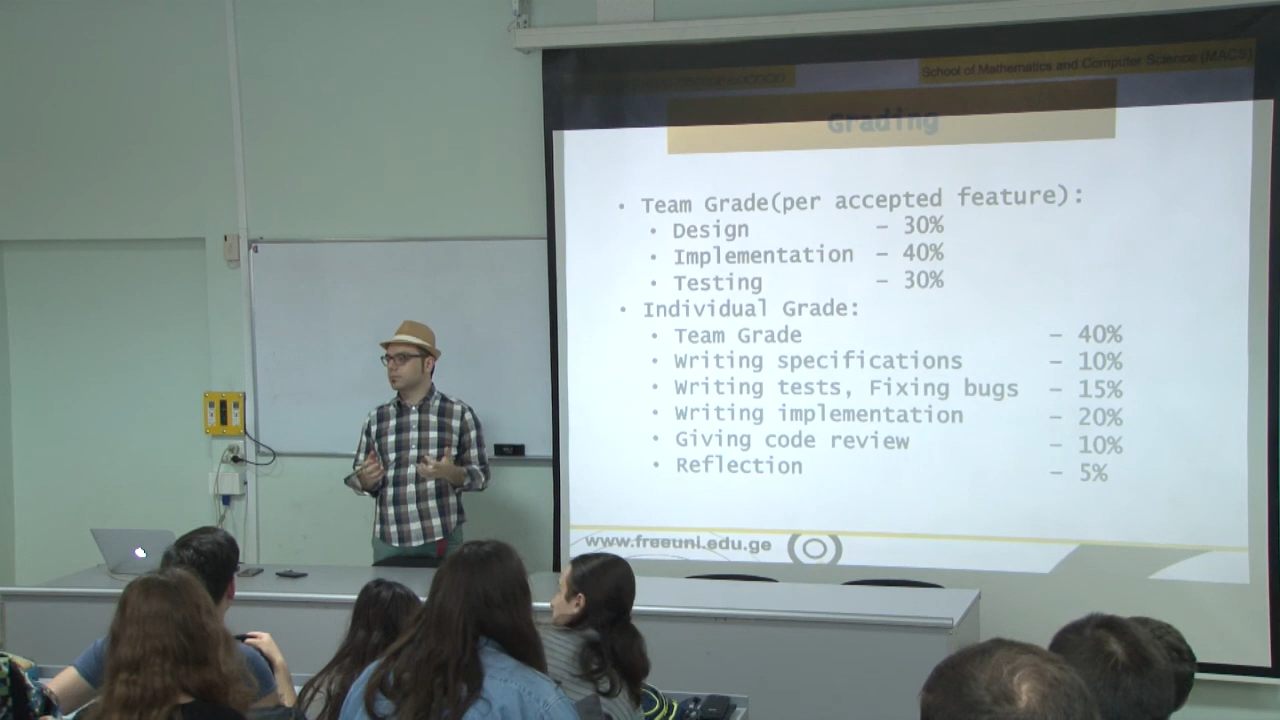 School of Mathematics and Computer Science (MACS)
Grading
• Team Grade(per accepted feature):
• Design – 30%
• Implementation – 40%
• Testing – 30%
• Individual Grade:
• Team Grade – 40%
• Writing specifications – 10%
• Writing tests, Fixing bugs – 15%
• Writing implementation – 20%
• Giving code review – 10%
• Reflection – 5%
www.freeuni.edu.ge